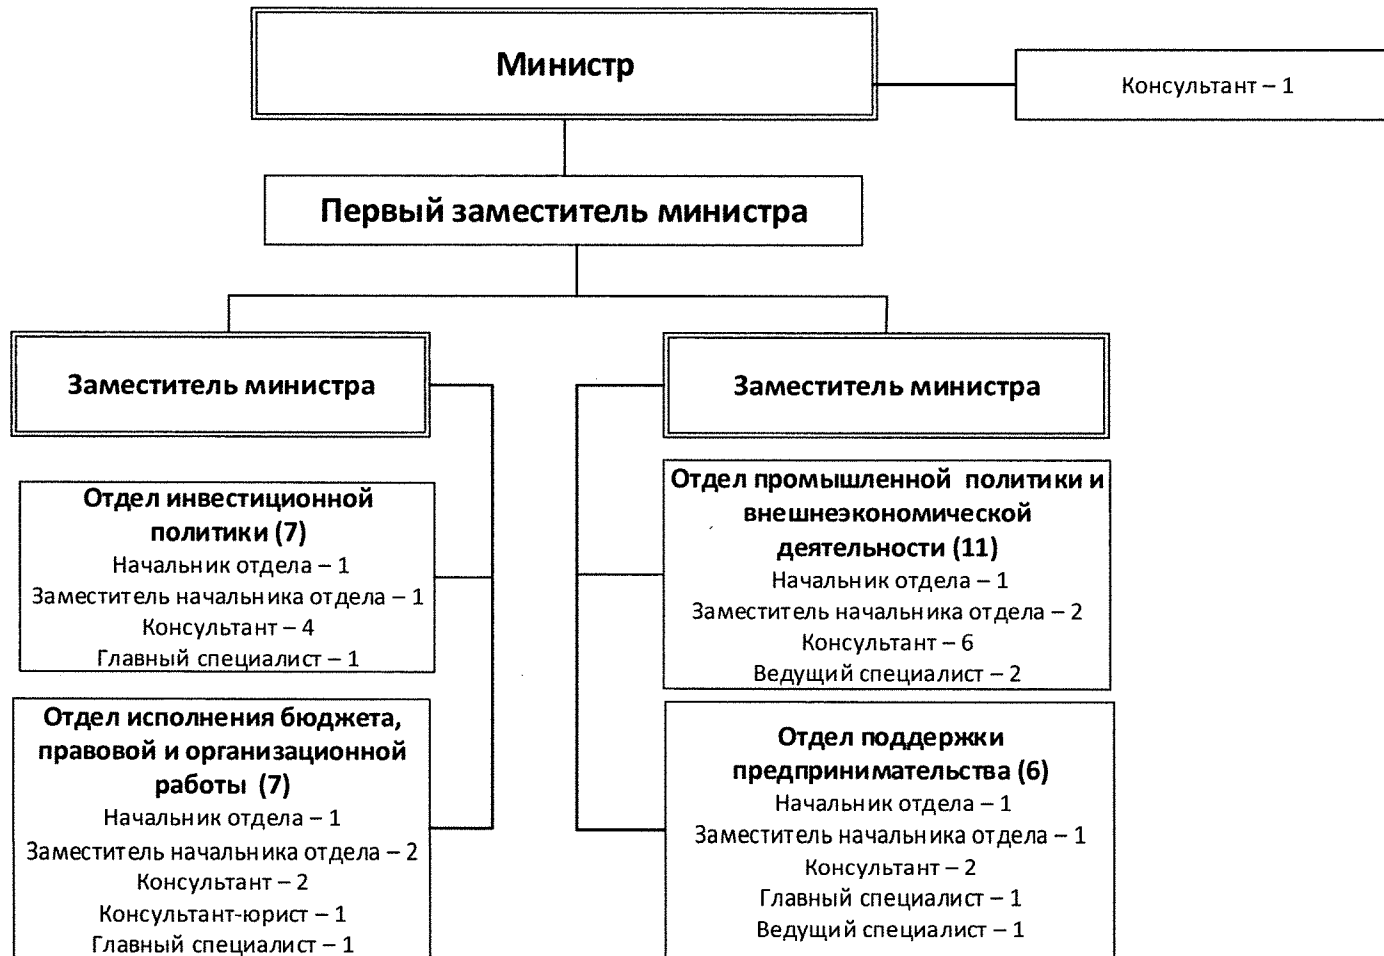 Министр
Консультант – 1
Первый заместитель министра
Заместитель министра
Заместитель министра
Отдел инвестиционной
политики (7)
Начальник отдела – 1
Заместитель начальника отдела – 1
Консультант – 4
Главный специалист – 1
Отдел промышленной политики и
внешнеэкономической
деятельности (11)
Начальник отдела – 1
Заместитель начальника отдела – 2
Консультант – 6
Ведущий специалист – 2
Отдел исполнения бюджета,
правовой и организационной
работы (7)
Начальник отдела – 1
Заместитель начальника отдела – 2
Консультант – 2
Консультант-юрист – 1
Главный специалист – 1
Отдел поддержки
предпринимательства (6)
Начальник отдела – 1
Заместитель начальника отдела – 1
Консультант – 2
Главный специалист – 1
Ведущий специалист – 1